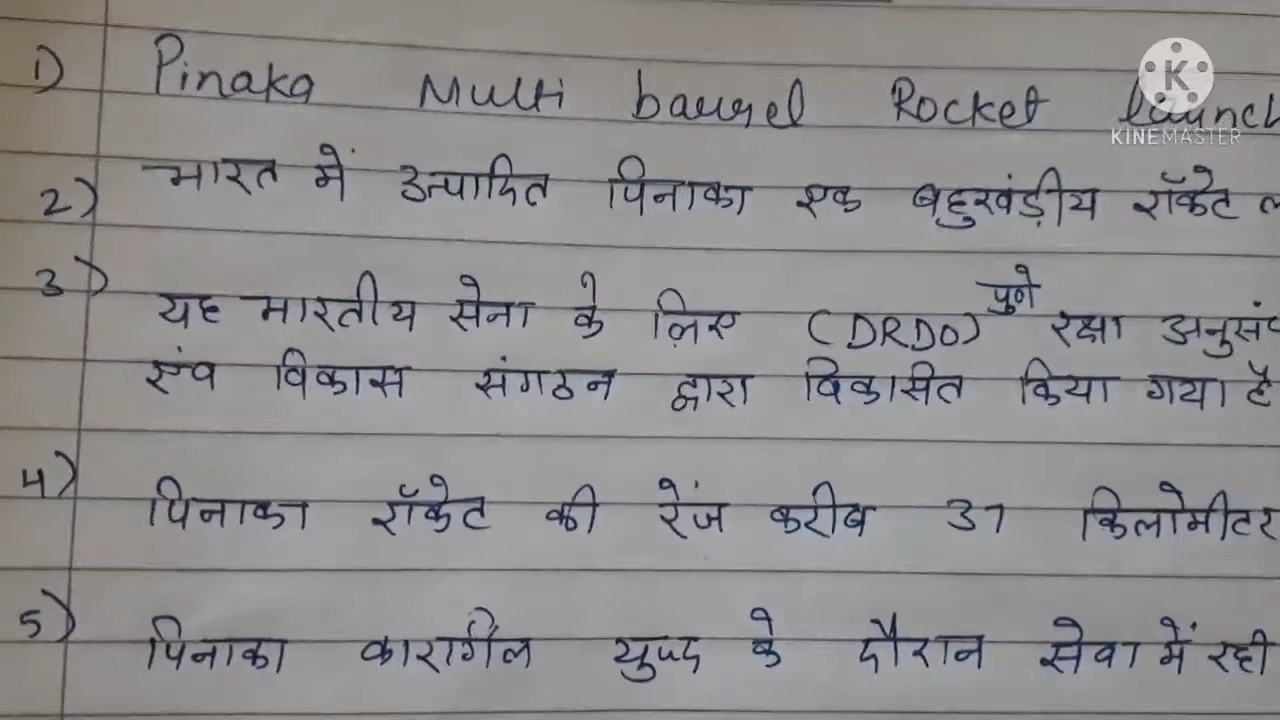 1) Pinaka Multi barrel Rocket launch
KINEMASTER
2) भारत में उत्पादित पिनाका एक बहुखंड़ीय रॉकेट ल
पुणे
3) यह भारतीय सेना के लिए (DRDO) रक्षा अनुसं
एंव विकास संगठन द्वारा विकासित किया गया है
4) पिनाका रॉकेट की रेंज करीब 37 किलोमीटर
5) पिनाका कारगिल युध्द के दौरान सेवा में रही